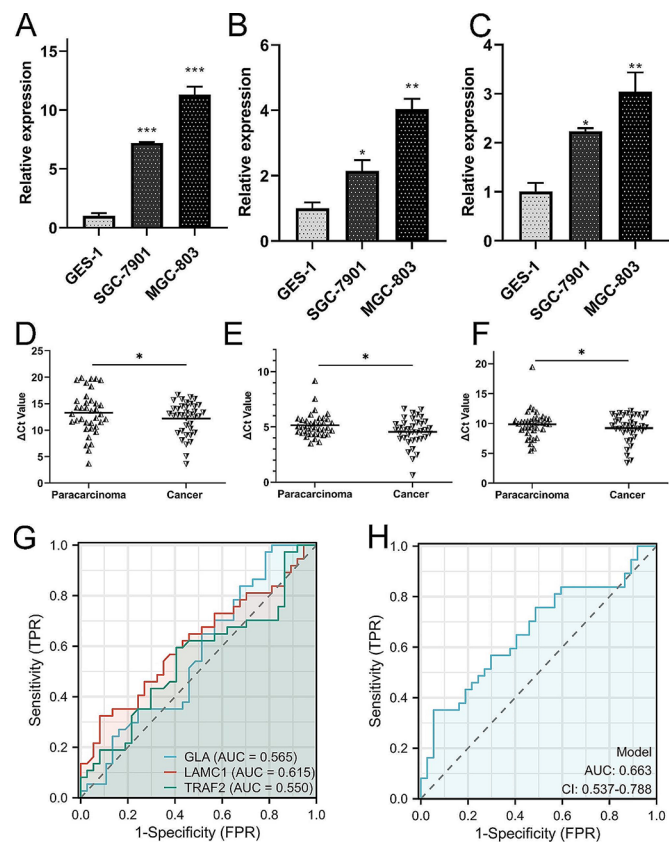 A
Relative expression
15
10
5
0
***
***
GES-1
SGC-7901
MGC-803
B
Relative expression
6
4
2
0
*
**
GES-1
SGC-7901
MGC-803
C
Relative expression
4
3
2
1
0
*
**
GES-1
SGC-7901
MGC-803
D
ΔCt Value
25
20
15
10
5
0
*
Paracarcinoma
Cancer
E
ΔCt Value
10
5
0
*
Paracarcinoma
Cancer
F
ΔCt Value
20
15
10
5
0
*
Paracarcinoma
Cancer
G
Sensitivity (TPR)
1.0
0.8
0.6
0.4
0.2
0.0
GLA (AUC = 0.565)
LAMC1 (AUC = 0.615)
TRAF2 (AUC = 0.550)
0.0 0.2 0.4 0.6 0.8 1.0
1-Specificity (FPR)
H
Sensitivity (TPR)
1.0
0.8
0.6
0.4
0.2
0.0
Model
AUC: 0.663
CI: 0.537-0.788
0.0 0.2 0.4 0.6 0.8 1.0
1-Specificity (FPR)